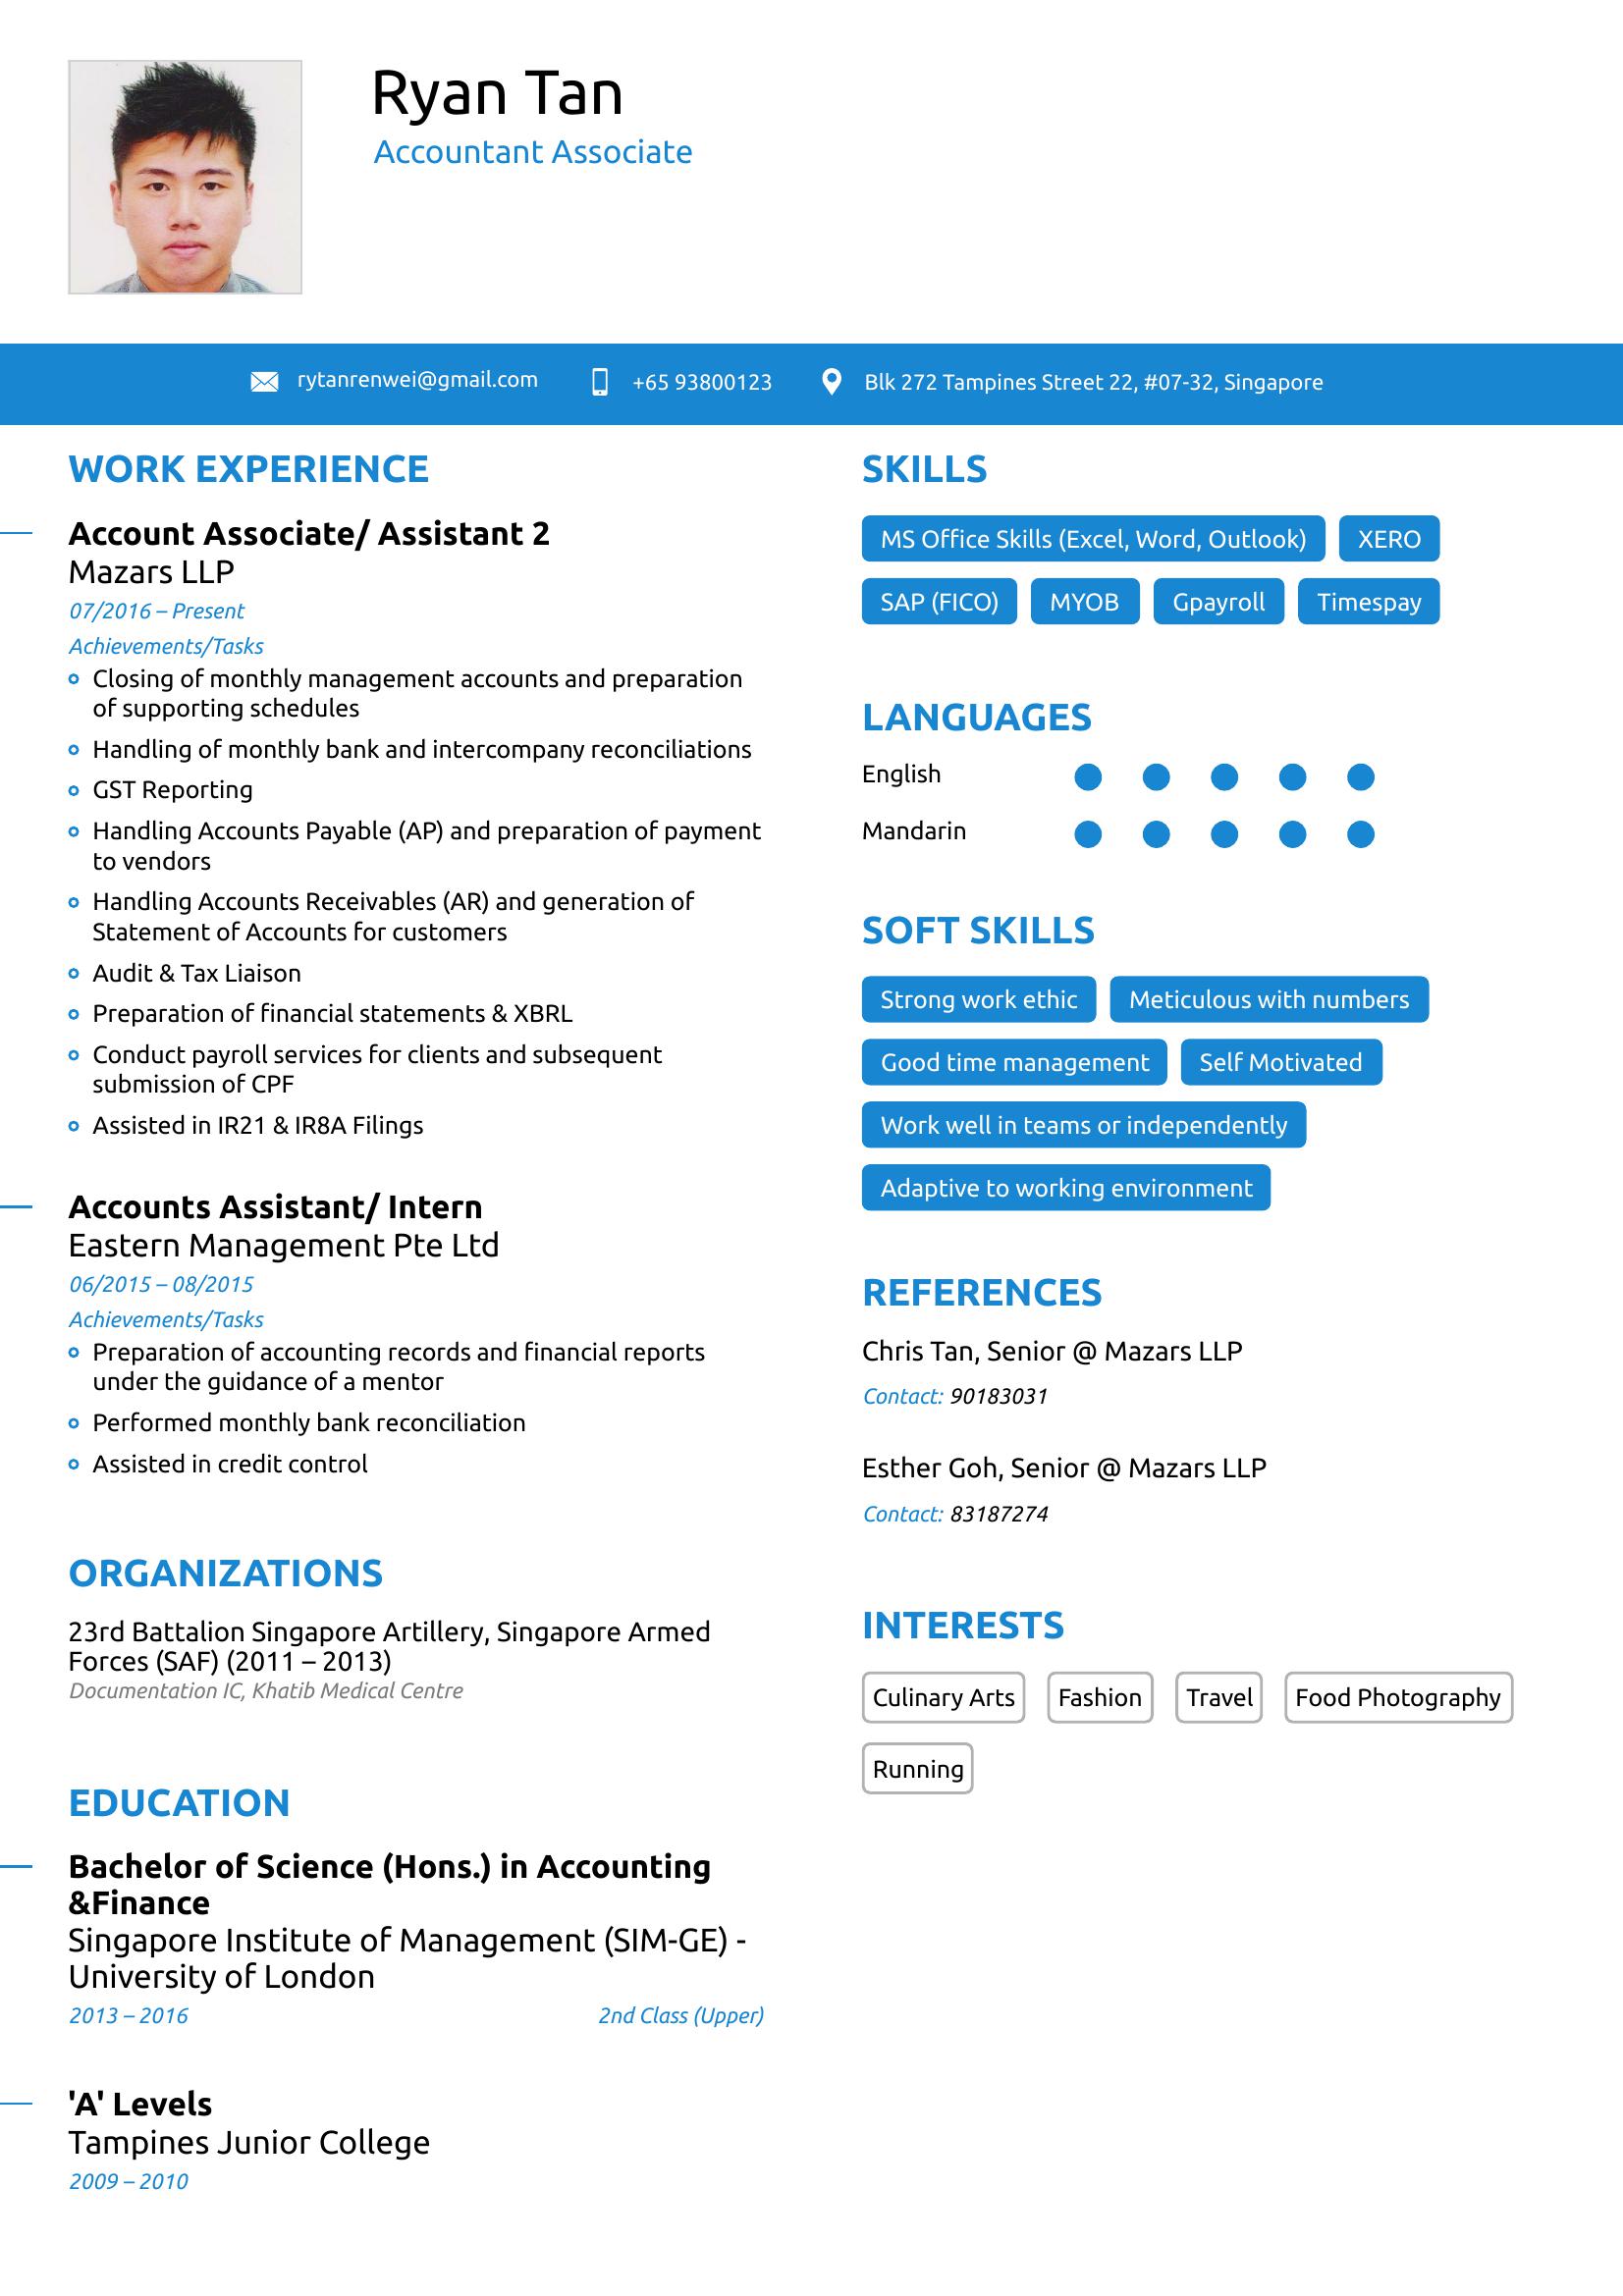 Ryan Tan
Accountant Associate
rytanrenwei@gmail.com
+65 93800123
Blk 272 Tampines Street 22, #07-32, Singapore
WORK EXPERIENCE
Account Associate/ Assistant 2
Mazars LLP
07/2016 – Present
Achievements/Tasks
Closing of monthly management accounts and preparation
of supporting schedules
Handling of monthly bank and intercompany reconciliations
GST Reporting
Handling Accounts Payable (AP) and preparation of payment
to vendors
Handling Accounts Receivables (AR) and generation of
Statement of Accounts for customers
Audit & Tax Liaison
Preparation of financial statements & XBRL
Conduct payroll services for clients and subsequent
submission of CPF
Assisted in IR21 & IR8A Filings
Accounts Assistant/ Intern
Eastern Management Pte Ltd
06/2015 – 08/2015
Achievements/Tasks
Preparation of accounting records and financial reports
under the guidance of a mentor
Performed monthly bank reconciliation
Assisted in credit control
ORGANIZATIONS
23rd Battalion Singapore Artillery, Singapore Armed
Forces (SAF) (2011 – 2013)
Documentation IC, Khatib Medical Centre
EDUCATION
Bachelor of Science (Hons.) in Accounting
&Finance
Singapore Institute of Management (SIM-GE) -
University of London
2013 – 2016 2nd Class (Upper)
'A' Levels
Tampines Junior College
2009 – 2010
SKILLS
MS Office Skills (Excel, Word, Outlook) XERO
SAP (FICO) MYOB Gpayroll Timespay
LANGUAGES
English
Mandarin
SOFT SKILLS
Strong work ethic Meticulous with numbers
Good time management Self Motivated
Work well in teams or independently
Adaptive to working environment
REFERENCES
Chris Tan, Senior @ Mazars LLP
Contact: 90183031
Esther Goh, Senior @ Mazars LLP
Contact: 83187274
INTERESTS
Culinary Arts Fashion Travel Food Photography
Running